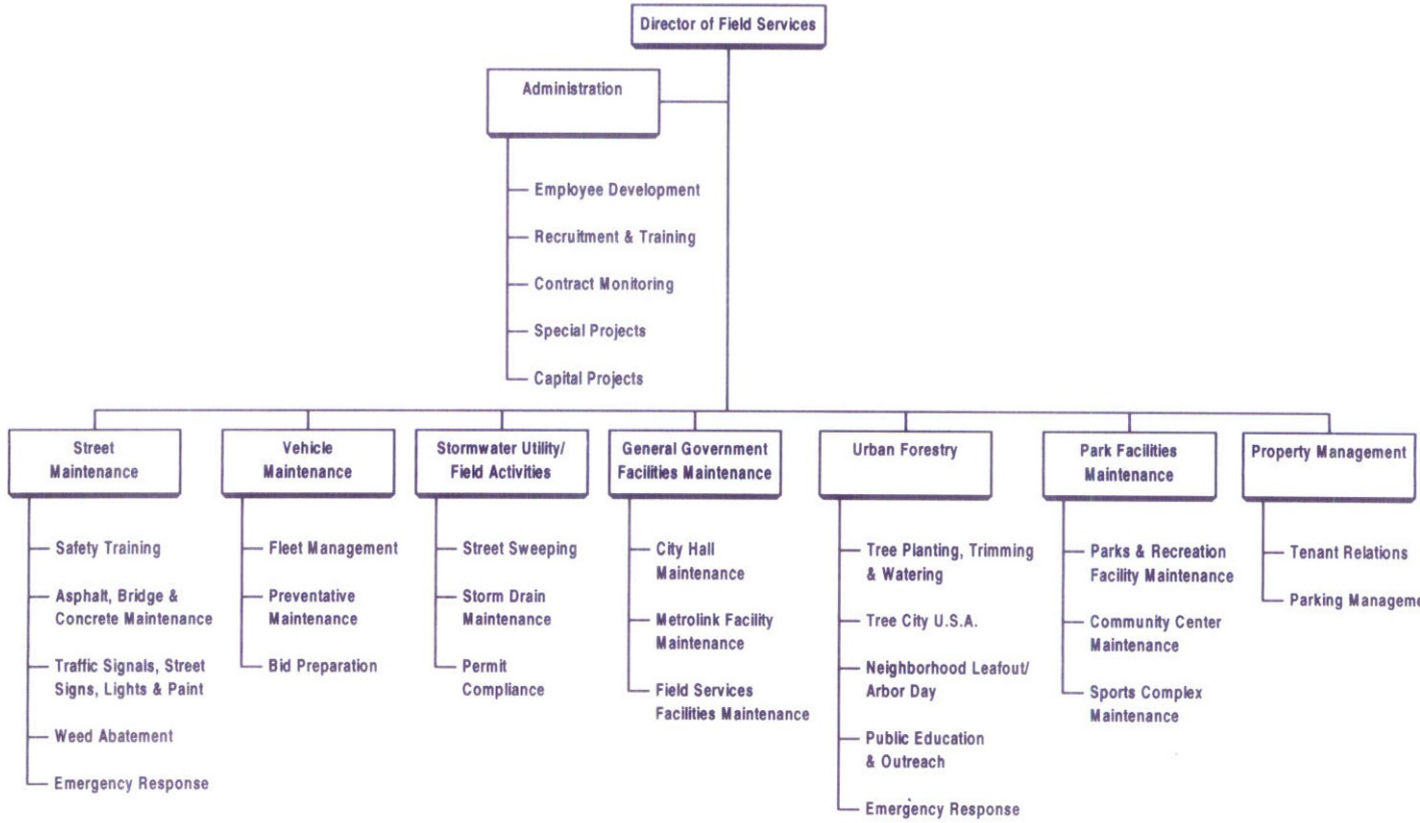 Director of Field Services
Administration
Employee Development
Recruitment & Training
Contract Monitoring
Special Projects
Capital Projects
Street
Maintenance
Safety Training
Asphalt, Bridge &
Concrete Maintenance
Traffic Signals, Street
Signs, Lights & Paint
Weed Abatement
Emergency Response
Vehicle
Maintenance
Fleet Management
Preventative
Maintenance
Bid Preparation
Stormwater Utility/
Field Activities
Street Sweeping
Storm Drain
Maintenance
Permit
Compliance
General Government
Facilities Maintenance
City Hall
Maintenance
Metrolink Facility
Maintenance
Field Services
Facilities Maintenance
Urban Forestry
Tree Planting, Trimming
& Watering
Tree City U.S.A.
Neighborhood Leafout/
Arbor Day
Public Education
& Outreach
Emergency Response
Park Facilities
Maintenance
Parks & Recreation
Facility Maintenance
Community Center
Maintenance
Sports Complex
Maintenance
Property Management
Tenant Relations
Parking Manageme